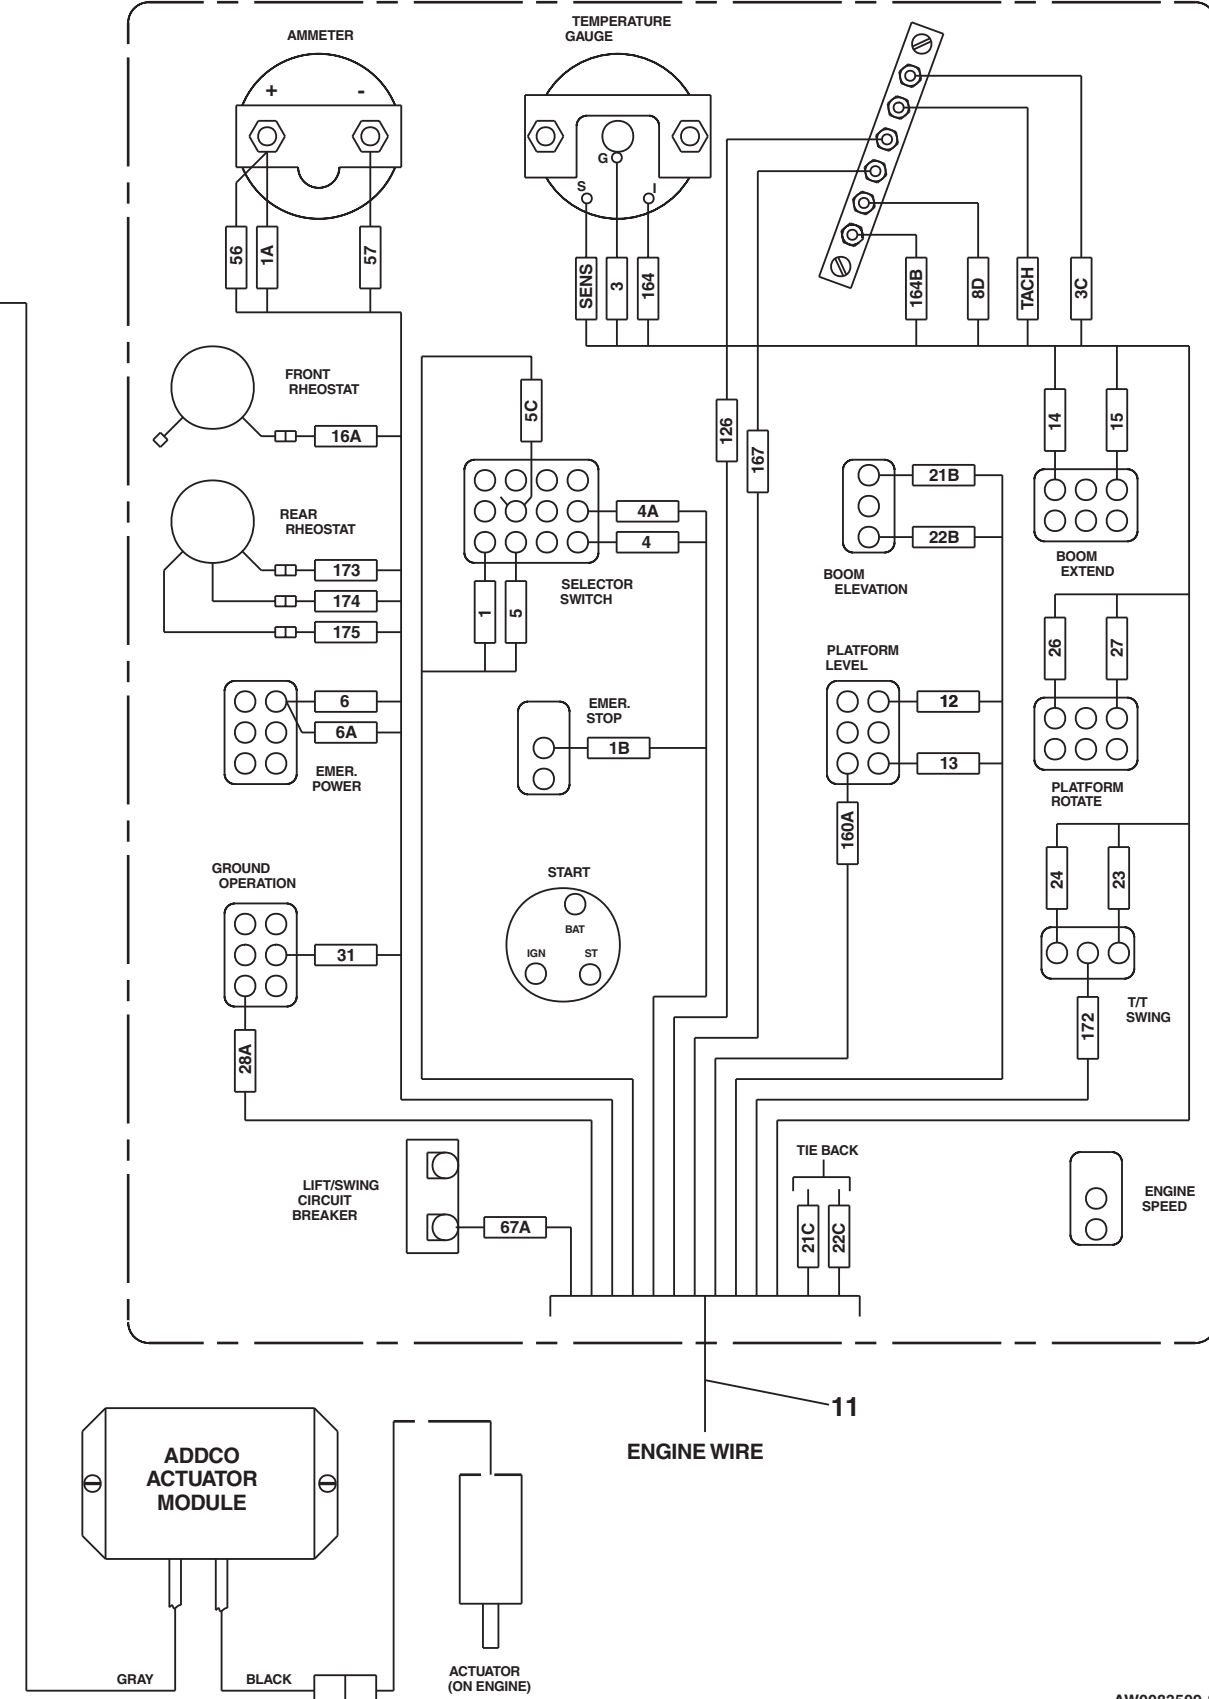 AMMETER
+ -
TEMPERATURE
GAUGE
G
S
I
56
1A
57
SENS
3
164
164B
8D
TACH
3C
FRONT
RHEOSTAT
16A
5C
126
167
14
15
REAR
RHEOSTAT
173
174
175
4A
4
SELECTOR
SWITCH
1
5
21B
22B
BOOM
ELEVATION
BOOM
EXTEND
6
6A
EMER.
POWER
EMER.
STOP
1B
PLATFORM
LEVEL
12
13
160A
26
27
PLATFORM
ROTATE
GROUND
OPERATION
31
28A
START
BAT
IGN
ST
24
23
T/T
SWING
172
LIFT/SWING
CIRCUIT
BREAKER
67A
TIE BACK
21C
22C
ENGINE
SPEED
11
ENGINE WIRE
ADDCO
ACTUATOR
MODULE
GRAY
BLACK
ACTUATOR
(ON ENGINE)